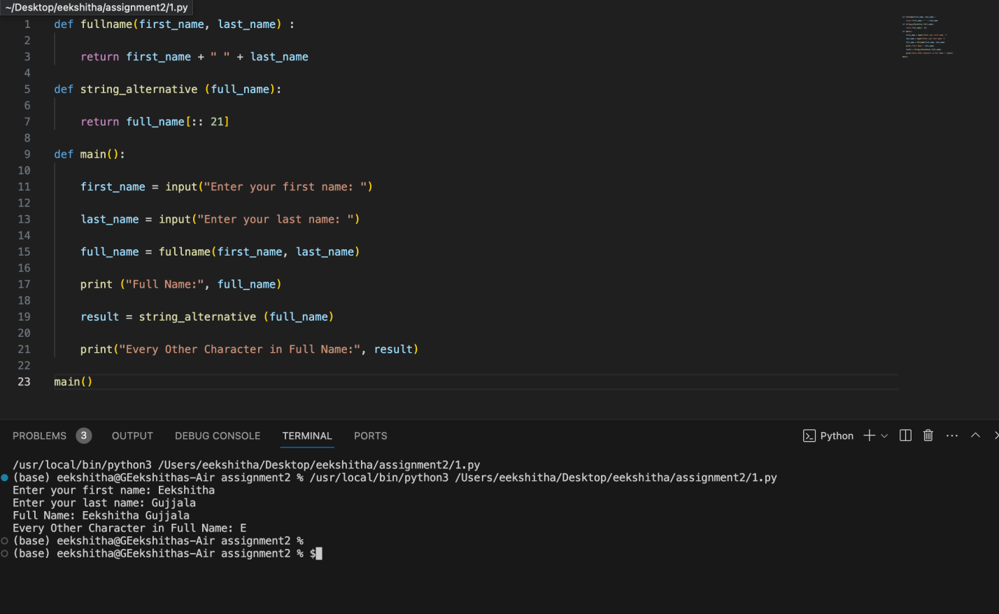 ~/Desktop/eekshitha/assignment2/1.py
1 def fullname(first_name, last_name) :
2
3 return first_name + " " + last_name
4
5 def string_alternative (full_name):
6
7 return full_name[:: 21]
8
9 def main():
10
11 first_name = input("Enter your first name: ")
12
13 last_name = input("Enter your last name: ")
14
15 full_name = fullname(first_name, last_name)
16
17 print ("Full Name:", full_name)
18
19 result = string_alternative (full_name)
20
21 print("Every Other Character in Full Name:", result)
22
23 main()
PROBLEMS 3 OUTPUT DEBUG CONSOLE TERMINAL PORTS Python
/usr/local/bin/python3 /Users/eekshitha/Desktop/eekshitha/assignment2/1.py
(base) eekshitha@GEekshithas-Air assignment2 % /usr/local/bin/python3 /Users/eekshitha/Desktop/eekshitha/assignment2/1.py
Enter your first name: Eekshitha
Enter your last name: Gujjala
Full Name: Eekshitha Gujjala
Every Other Character in Full Name: E
(base) eekshitha@GEekshithas-Air assignment2 %
(base) eekshitha@GEekshithas-Air assignment2 % $